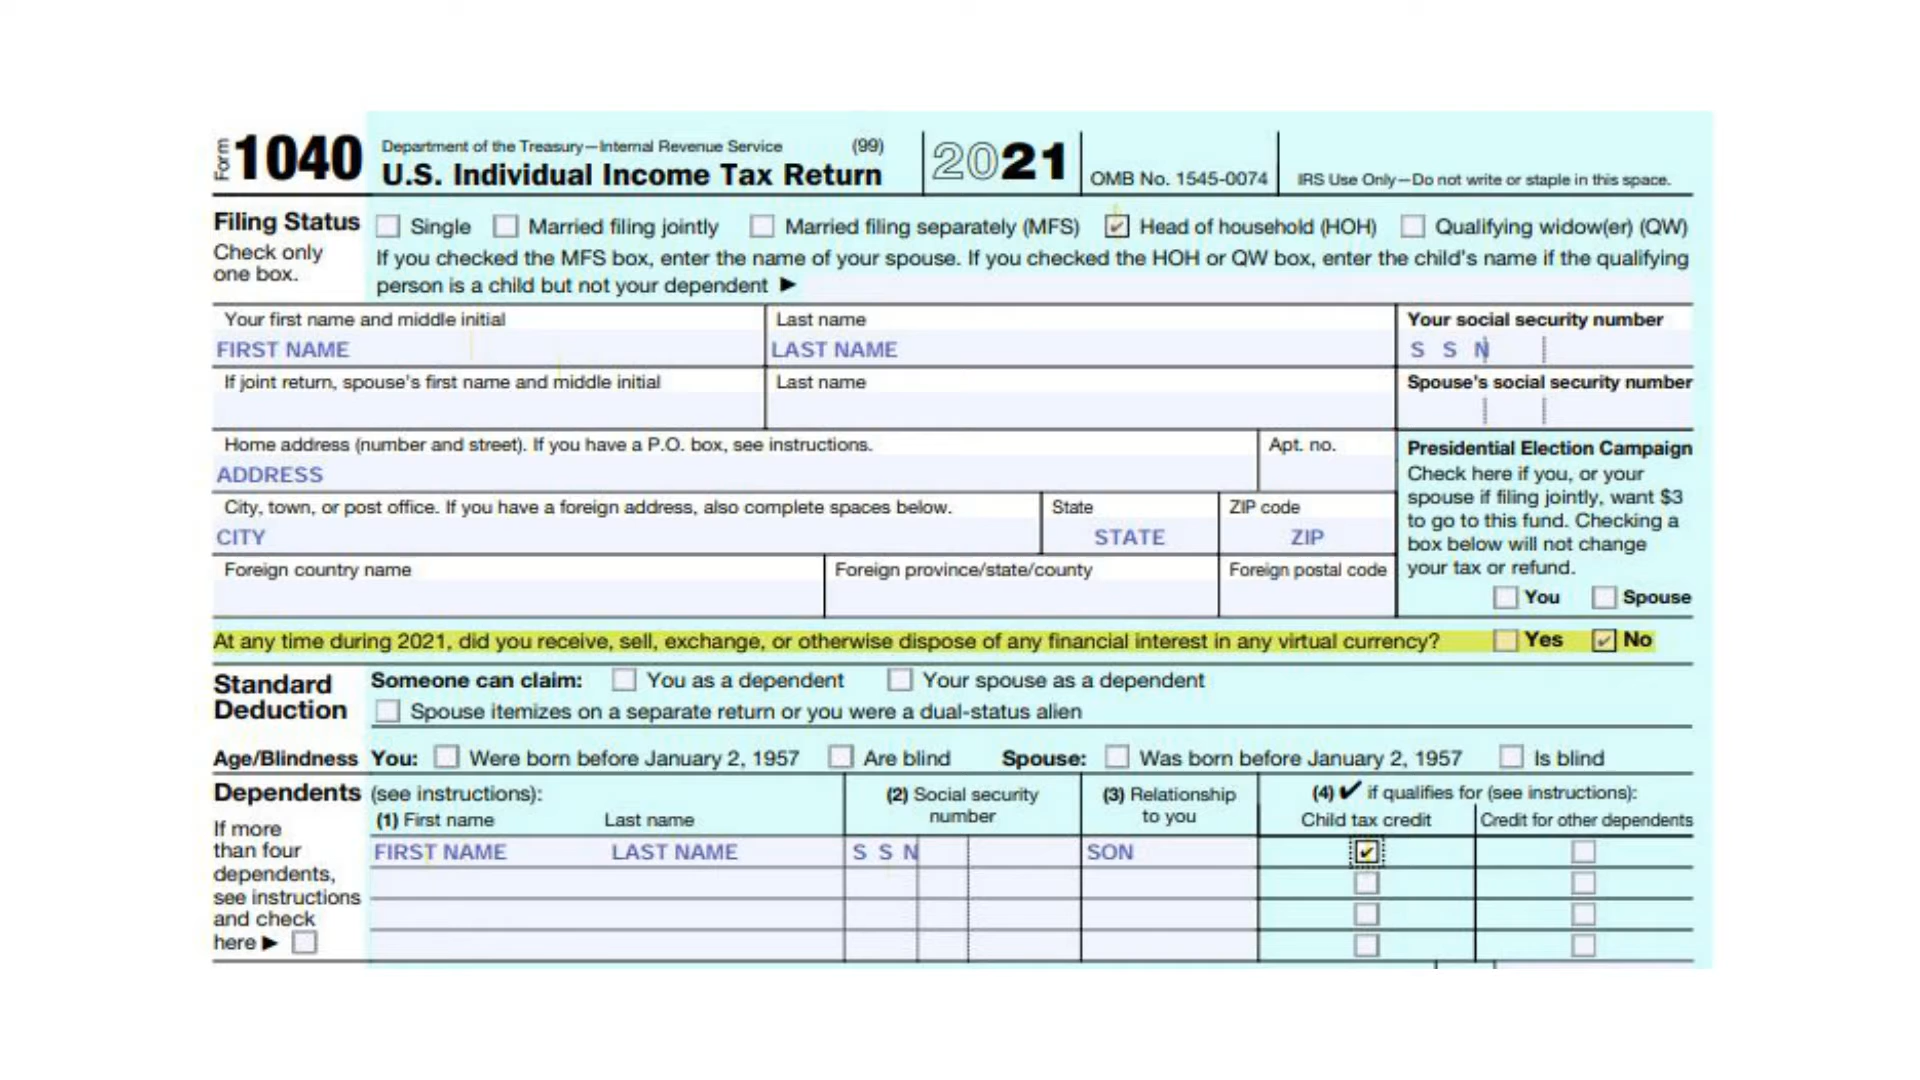 Form 1040 Department of the Treasury—Internal Revenue Service (99) 2021 OMB No. 1545-0074 IRS Use Only—Do not write or staple in this space.
U.S. Individual Income Tax Return
Filing Status Single Married filing jointly Married filing separately (MFS) Head of household (HOH) Qualifying widow(er) (QW)
Check only one box.
If you checked the MFS box, enter the name of your spouse. If you checked the HOH or QW box, enter the child's name if the qualifying
person is a child but not your dependent ▶
Your first name and middle initial Last name Your social security number
FIRST NAME LAST NAME S S N
If joint return, spouse's first name and middle initial Last name Spouse's social security number
Home address (number and street). If you have a P.O. box, see instructions. Apt. no.
ADDRESS
City, town, or post office. If you have a foreign address, also complete spaces below. State ZIP code
CITY STATE ZIP
Foreign country name Foreign province/state/county Foreign postal code
Presidential Election Campaign
Check here if you, or your
spouse if filing jointly, want $3
to go to this fund. Checking a
box below will not change
your tax or refund.
You Spouse
At any time during 2021, did you receive, sell, exchange, or otherwise dispose of any financial interest in any virtual currency? Yes No
Standard Deduction
Someone can claim: You as a dependent Your spouse as a dependent
Spouse itemizes on a separate return or you were a dual-status alien
Age/Blindness You: Were born before January 2, 1957 Are blind Spouse: Was born before January 2, 1957 Is blind
Dependents (see instructions): (2) Social security number (3) Relationship to you (4) ✔ if qualifies for (see instructions):
(1) First name Last name Child tax credit Credit for other dependents
If more
than four
dependents,
see instructions
and check
here ▶
FIRST NAME LAST NAME S S N SON